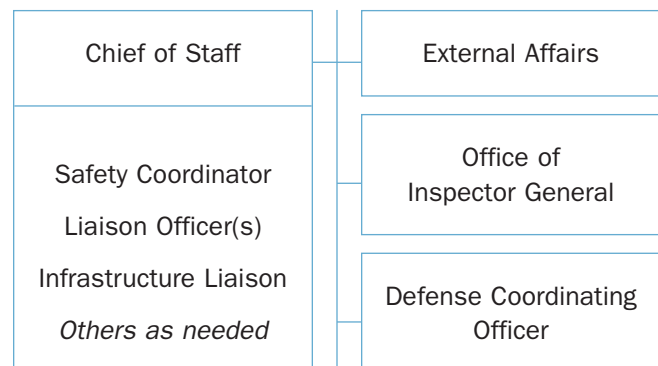 Chief of Staff
Safety Coordinator
Liaison Officer(s)
Infrastructure Liaison
Others as needed
External Affairs
Office of
Inspector General
Defense Coordinating
Officer